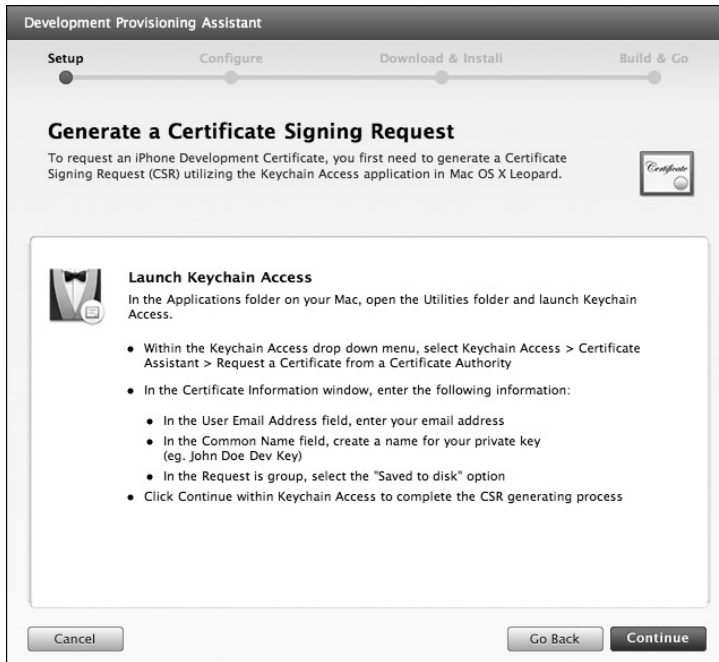 Development Provisioning Assistant
Setup
Configure
Download & Install
Build & Go
Generate a Certificate Signing Request
To request an iPhone Development Certificate, you first need to generate a Certificate
Signing Request (CSR) utilizing the Keychain Access application in Mac OS X Leopard.
Certificate
Launch Keychain Access
In the Applications folder on your Mac, open the Utilities folder and launch Keychain
Access.
• Within the Keychain Access drop down menu, select Keychain Access > Certificate
Assistant > Request a Certificate from a Certificate Authority
• In the Certificate Information window, enter the following information:
• In the User Email Address field, enter your email address
• In the Common Name field, create a name for your private key
(eg. John Doe Dev Key)
• In the Request is group, select the "Saved to disk" option
• Click Continue within Keychain Access to complete the CSR generating process
Cancel
Go Back
Continue